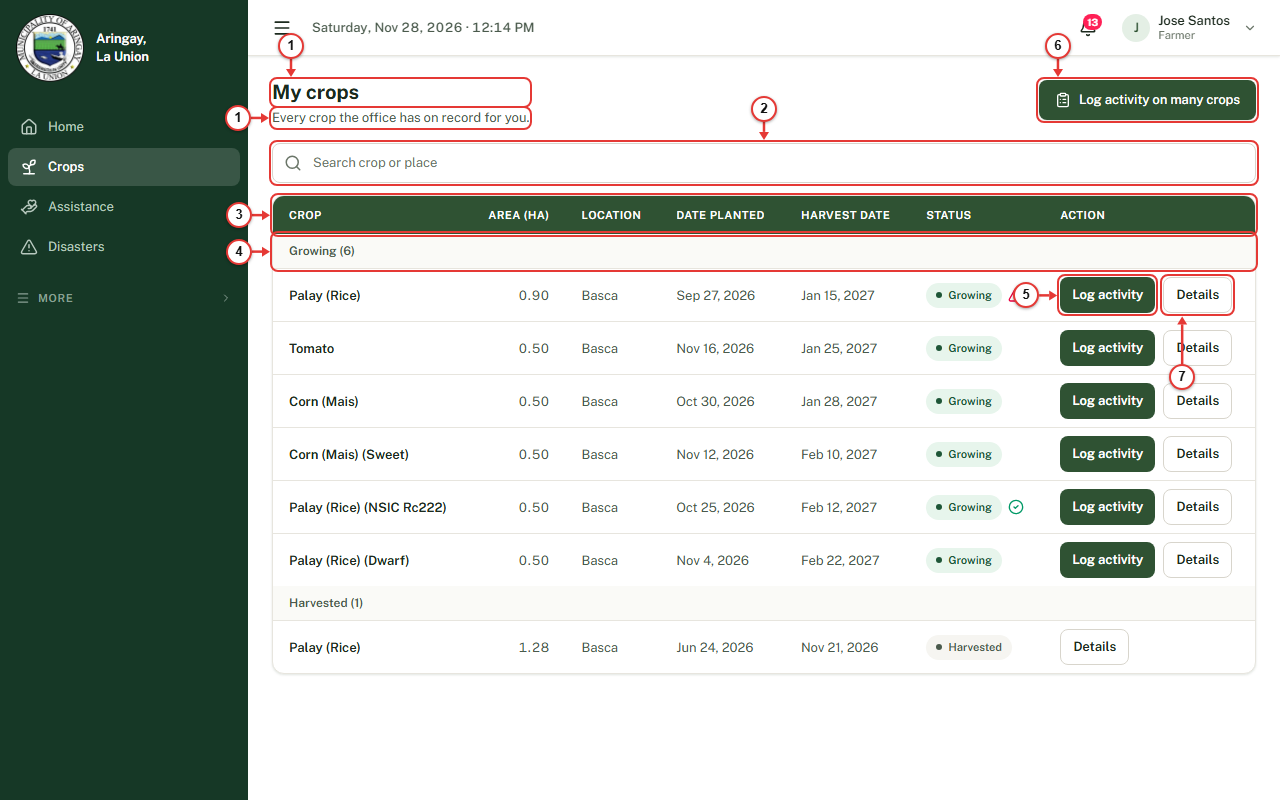 MUNICIPALITY OF ARINGAY
1741
LA UNION
Aringay,
La Union
Home
Crops
Assistance
Disasters
MORE
Saturday, Nov 28, 2026 · 12:14 PM
13
J
Jose Santos
Farmer
1
6
My crops
Log activity on many crops
1
Every crop the office has on record for you.
2
Search crop or place
3
CROP AREA (HA) LOCATION DATE PLANTED HARVEST DATE STATUS ACTION
4
Growing (6)
Palay (Rice) 0.90 Basca Sep 27, 2026 Jan 15, 2027 Growing 5 Log activity Details
Tomato 0.50 Basca Nov 16, 2026 Jan 25, 2027 Growing Log activity Details
7
Corn (Mais) 0.50 Basca Oct 30, 2026 Jan 28, 2027 Growing Log activity Details
Corn (Mais) (Sweet) 0.50 Basca Nov 12, 2026 Feb 10, 2027 Growing Log activity Details
Palay (Rice) (NSIC Rc222) 0.50 Basca Oct 25, 2026 Feb 12, 2027 Growing Log activity Details
Palay (Rice) (Dwarf) 0.50 Basca Nov 4, 2026 Feb 22, 2027 Growing Log activity Details
Harvested (1)
Palay (Rice) 1.28 Basca Jun 24, 2026 Nov 21, 2026 Harvested Details